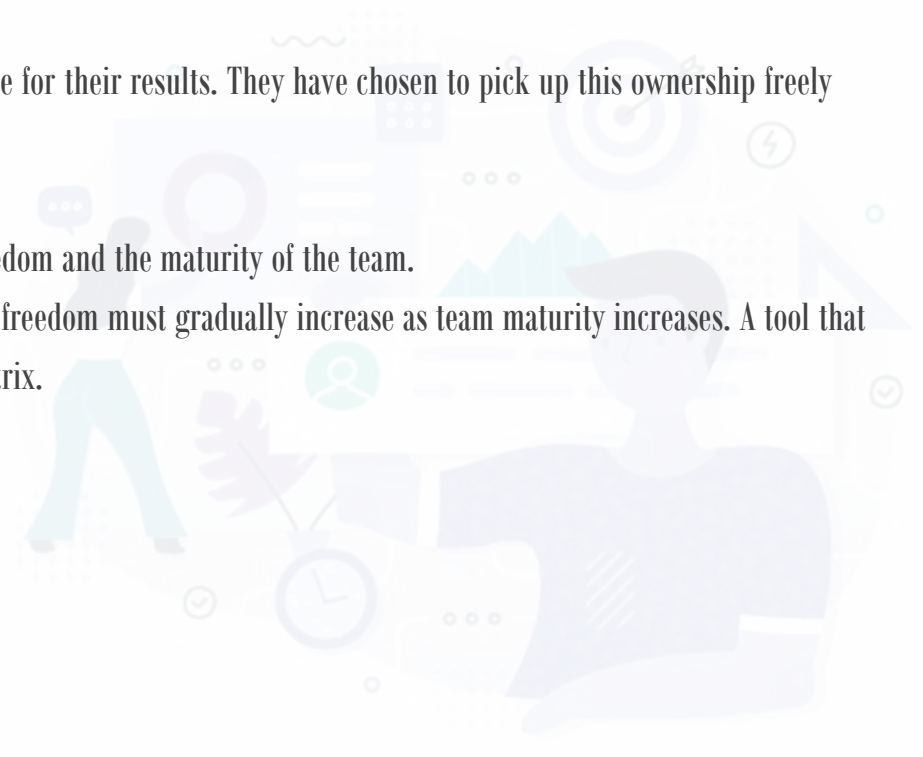 e for their results. They have chosen to pick up this ownership freely
edom and the maturity of the team.
freedom must gradually increase as team maturity increases. A tool that
rix.